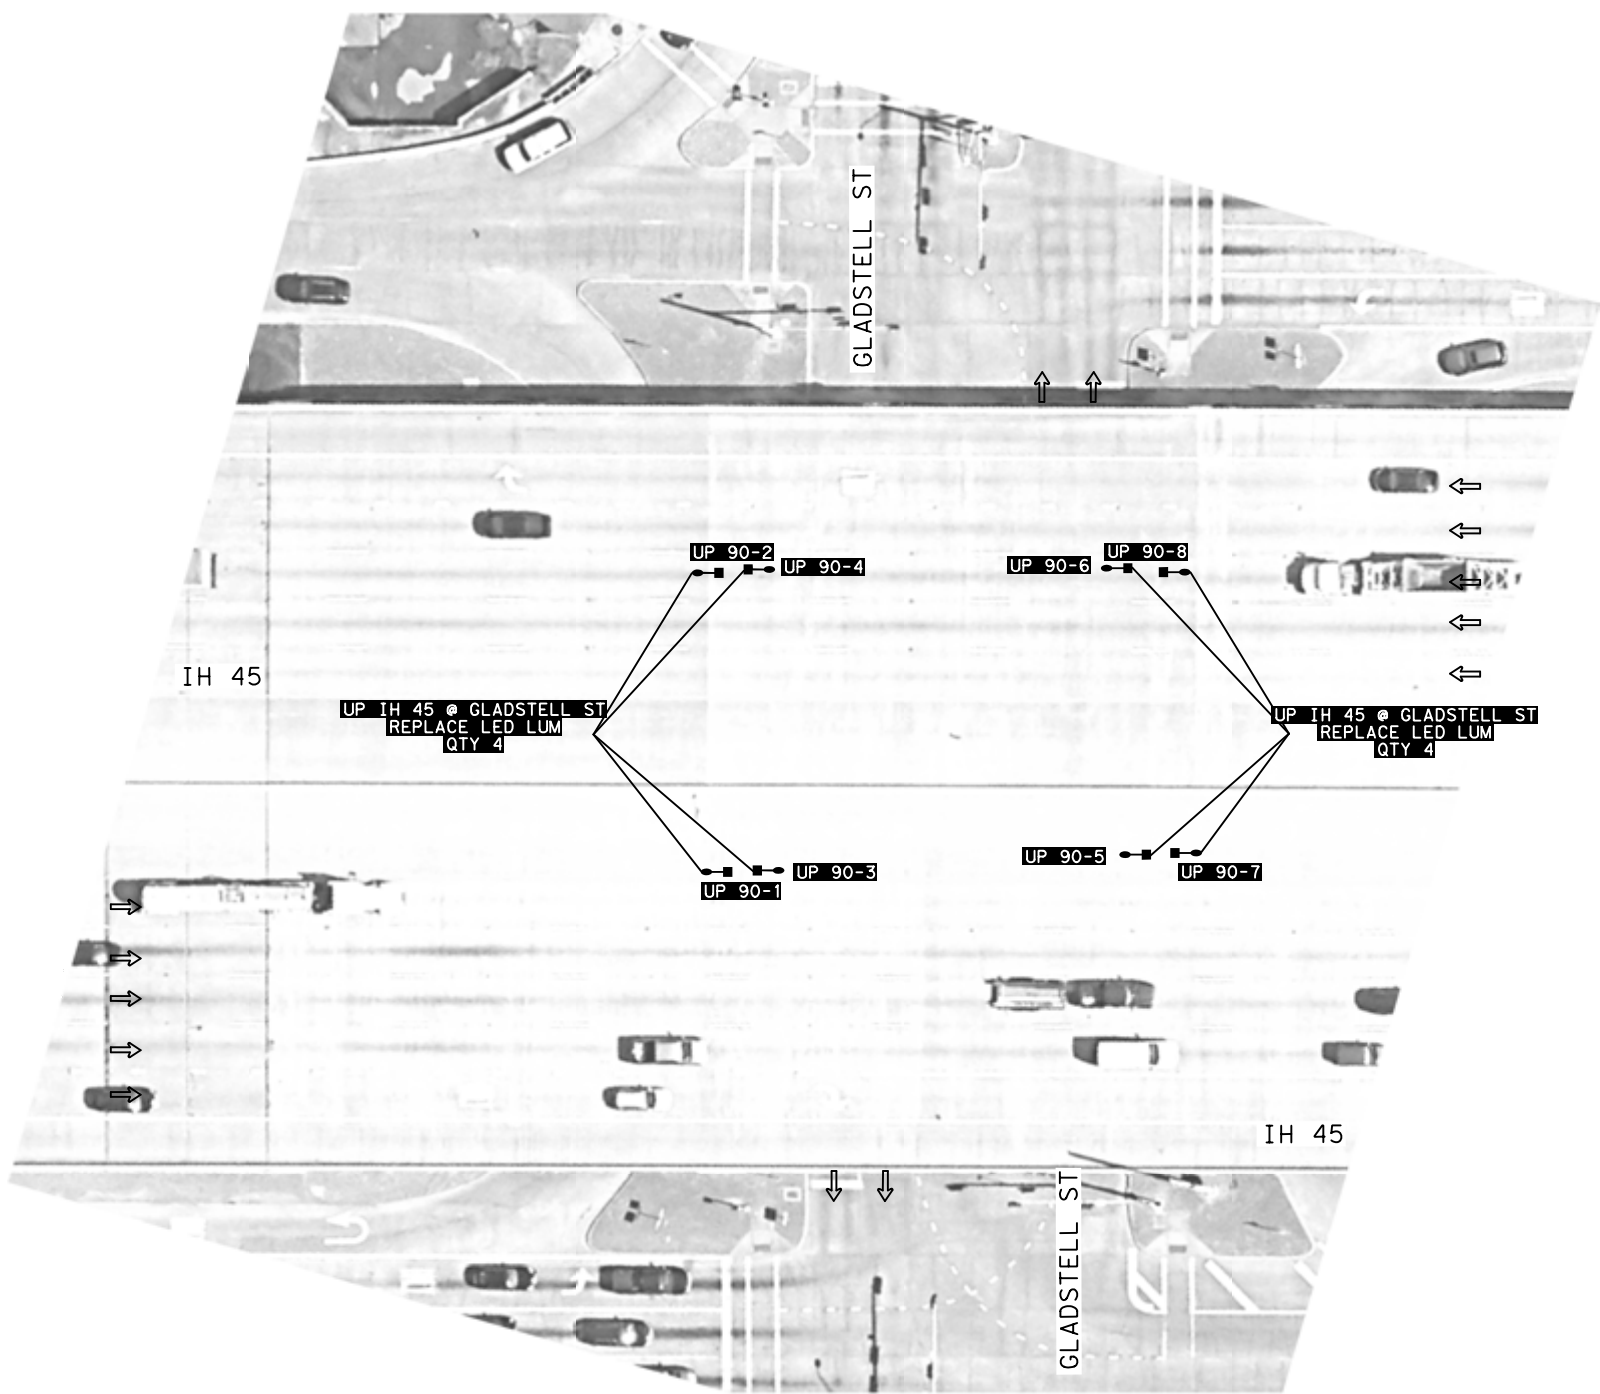 GLADSTELL ST
UP 90-2
UP 90-4
UP 90-6
UP 90-8
IH 45
UP IH 45 @ GLADSTELL ST
REPLACE LED LUM
QTY 4
UP IH 45 @ GLADSTELL ST
REPLACE LED LUM
QTY 4
UP 90-1
UP 90-3
UP 90-5
UP 90-7
IH 45
GLADSTELL ST